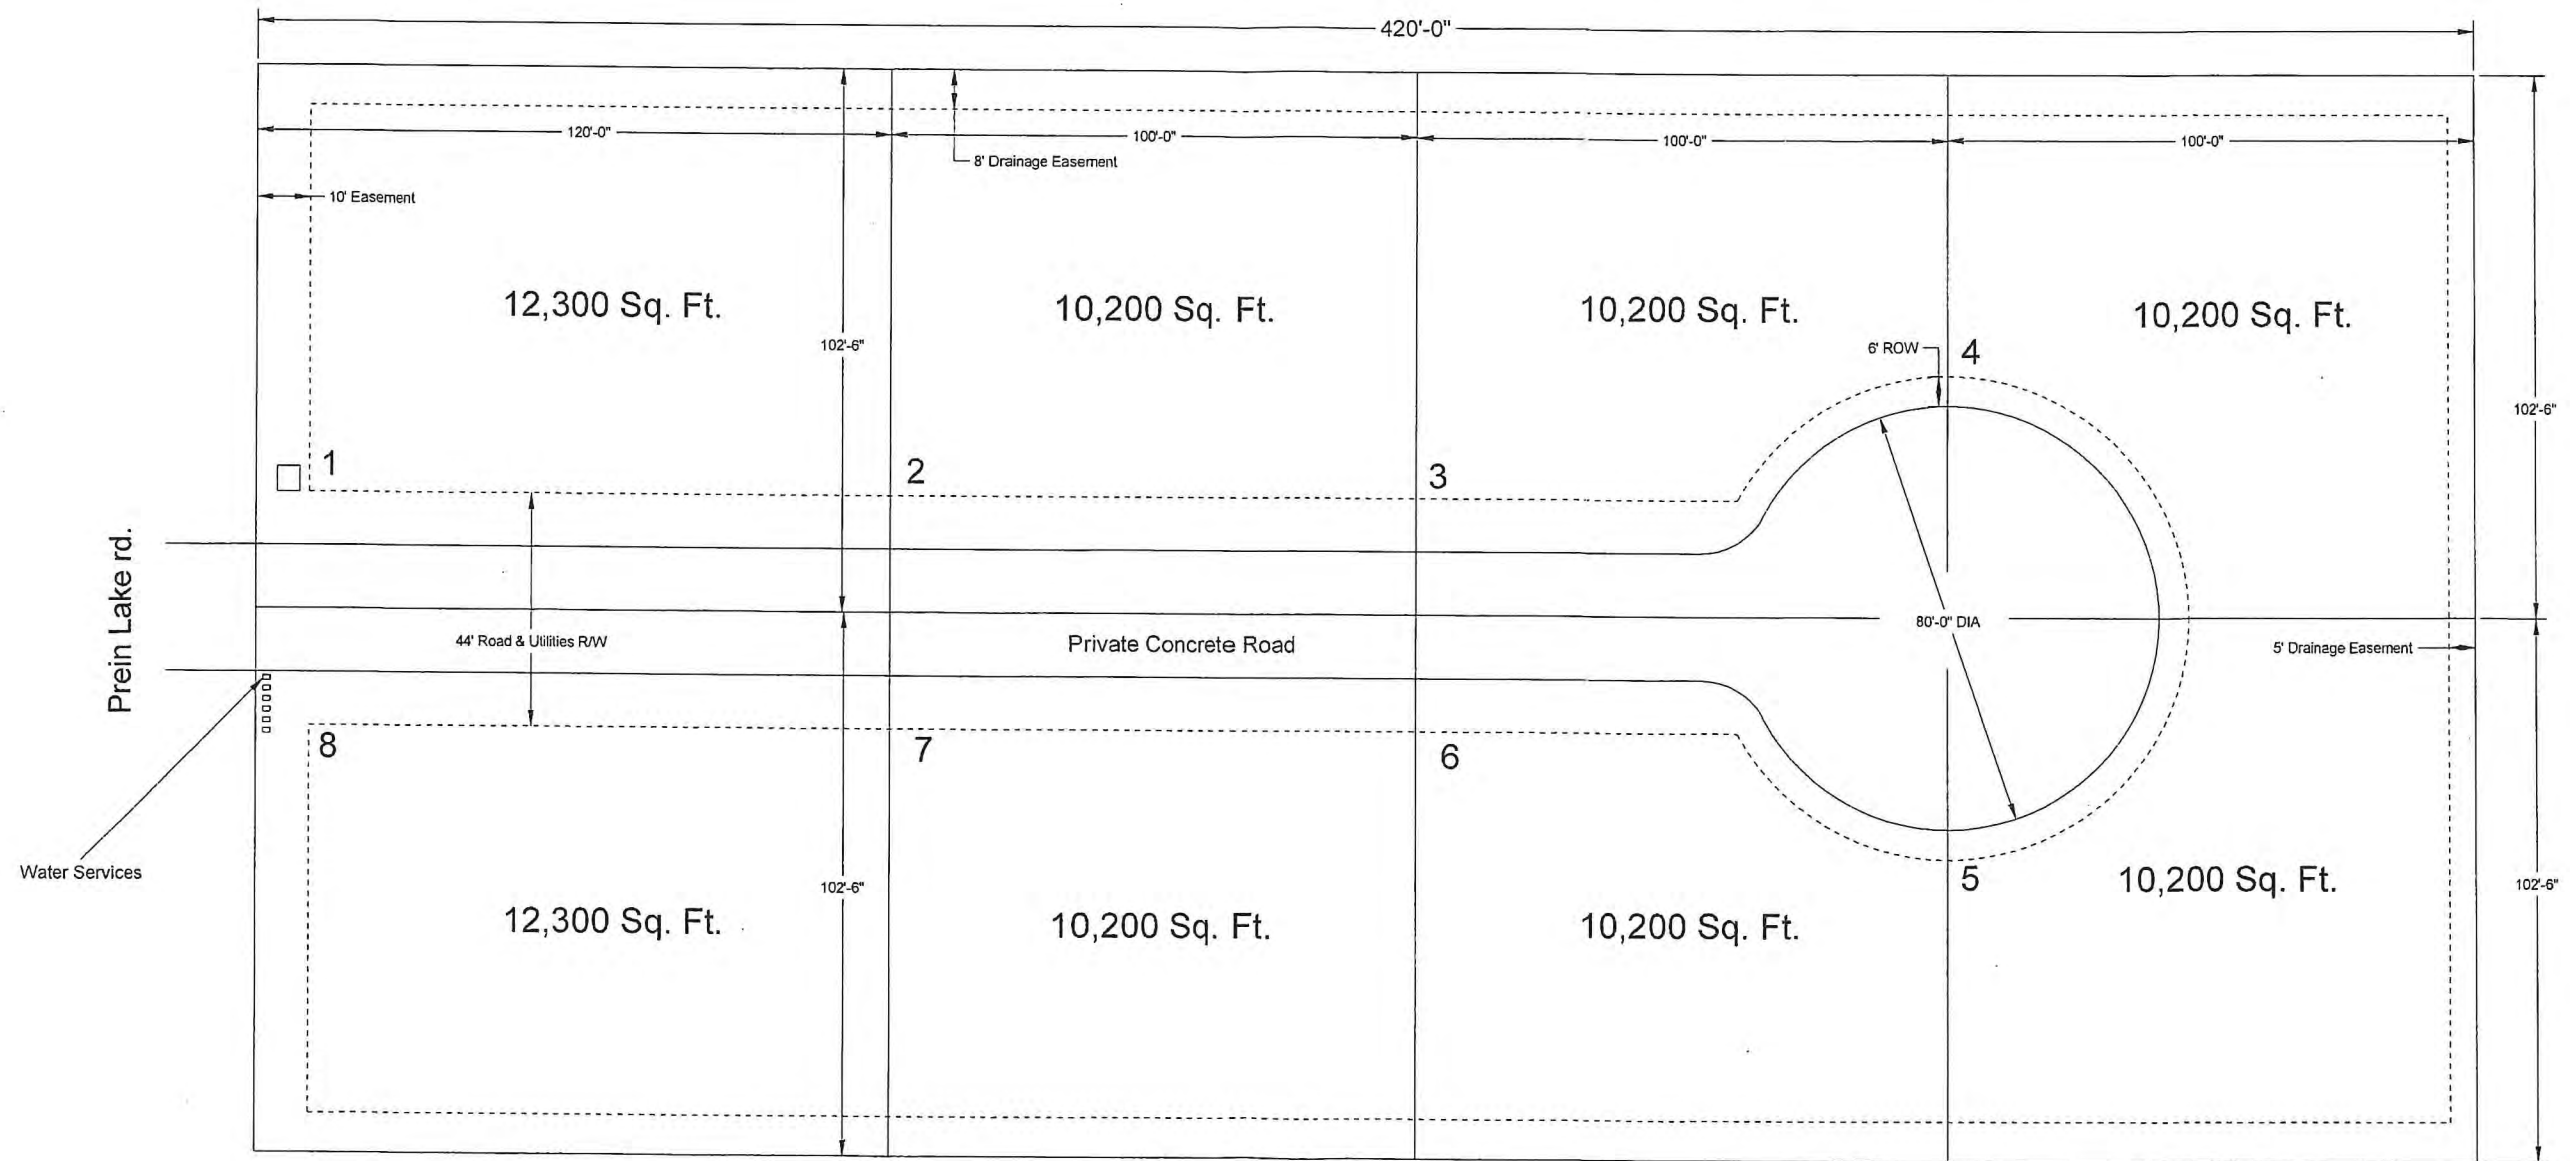 420'-0"
120'-0"
100'-0"
100'-0"
100'-0"
8' Drainage Easement
10' Easement
12,300 Sq. Ft.
10,200 Sq. Ft.
10,200 Sq. Ft.
10,200 Sq. Ft.
102'-6"
6' ROW
4
102'-6"
1
2
3
Prein Lake rd.
44' Road & Utilities R/W
Private Concrete Road
80'-0" DIA
5' Drainage Easement
8
7
6
Water Services
102'-6"
5
10,200 Sq. Ft.
102'-6"
12,300 Sq. Ft.
10,200 Sq. Ft.
10,200 Sq. Ft.